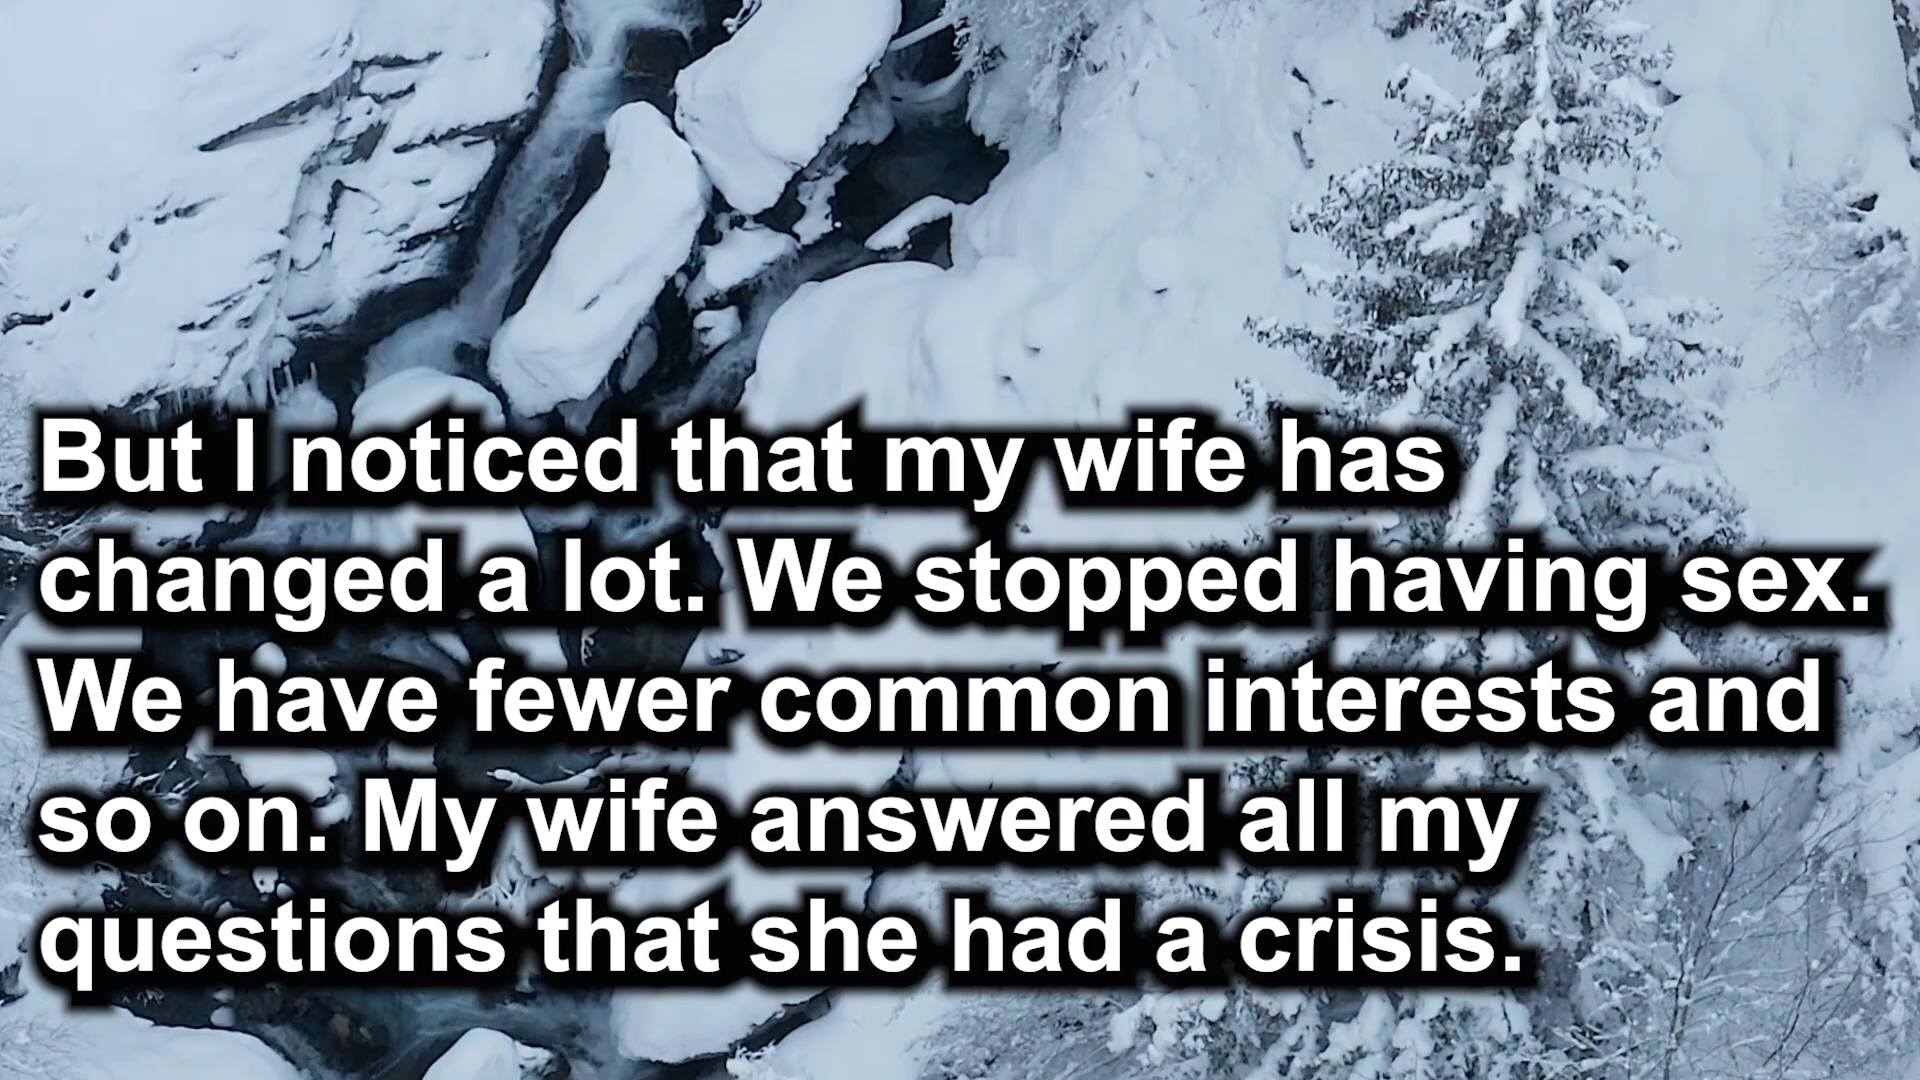 But I noticed that my wife has
changed a lot. We stopped having sex.
We have fewer common interests and
so on. My wife answered all my
questions that she had a crisis.